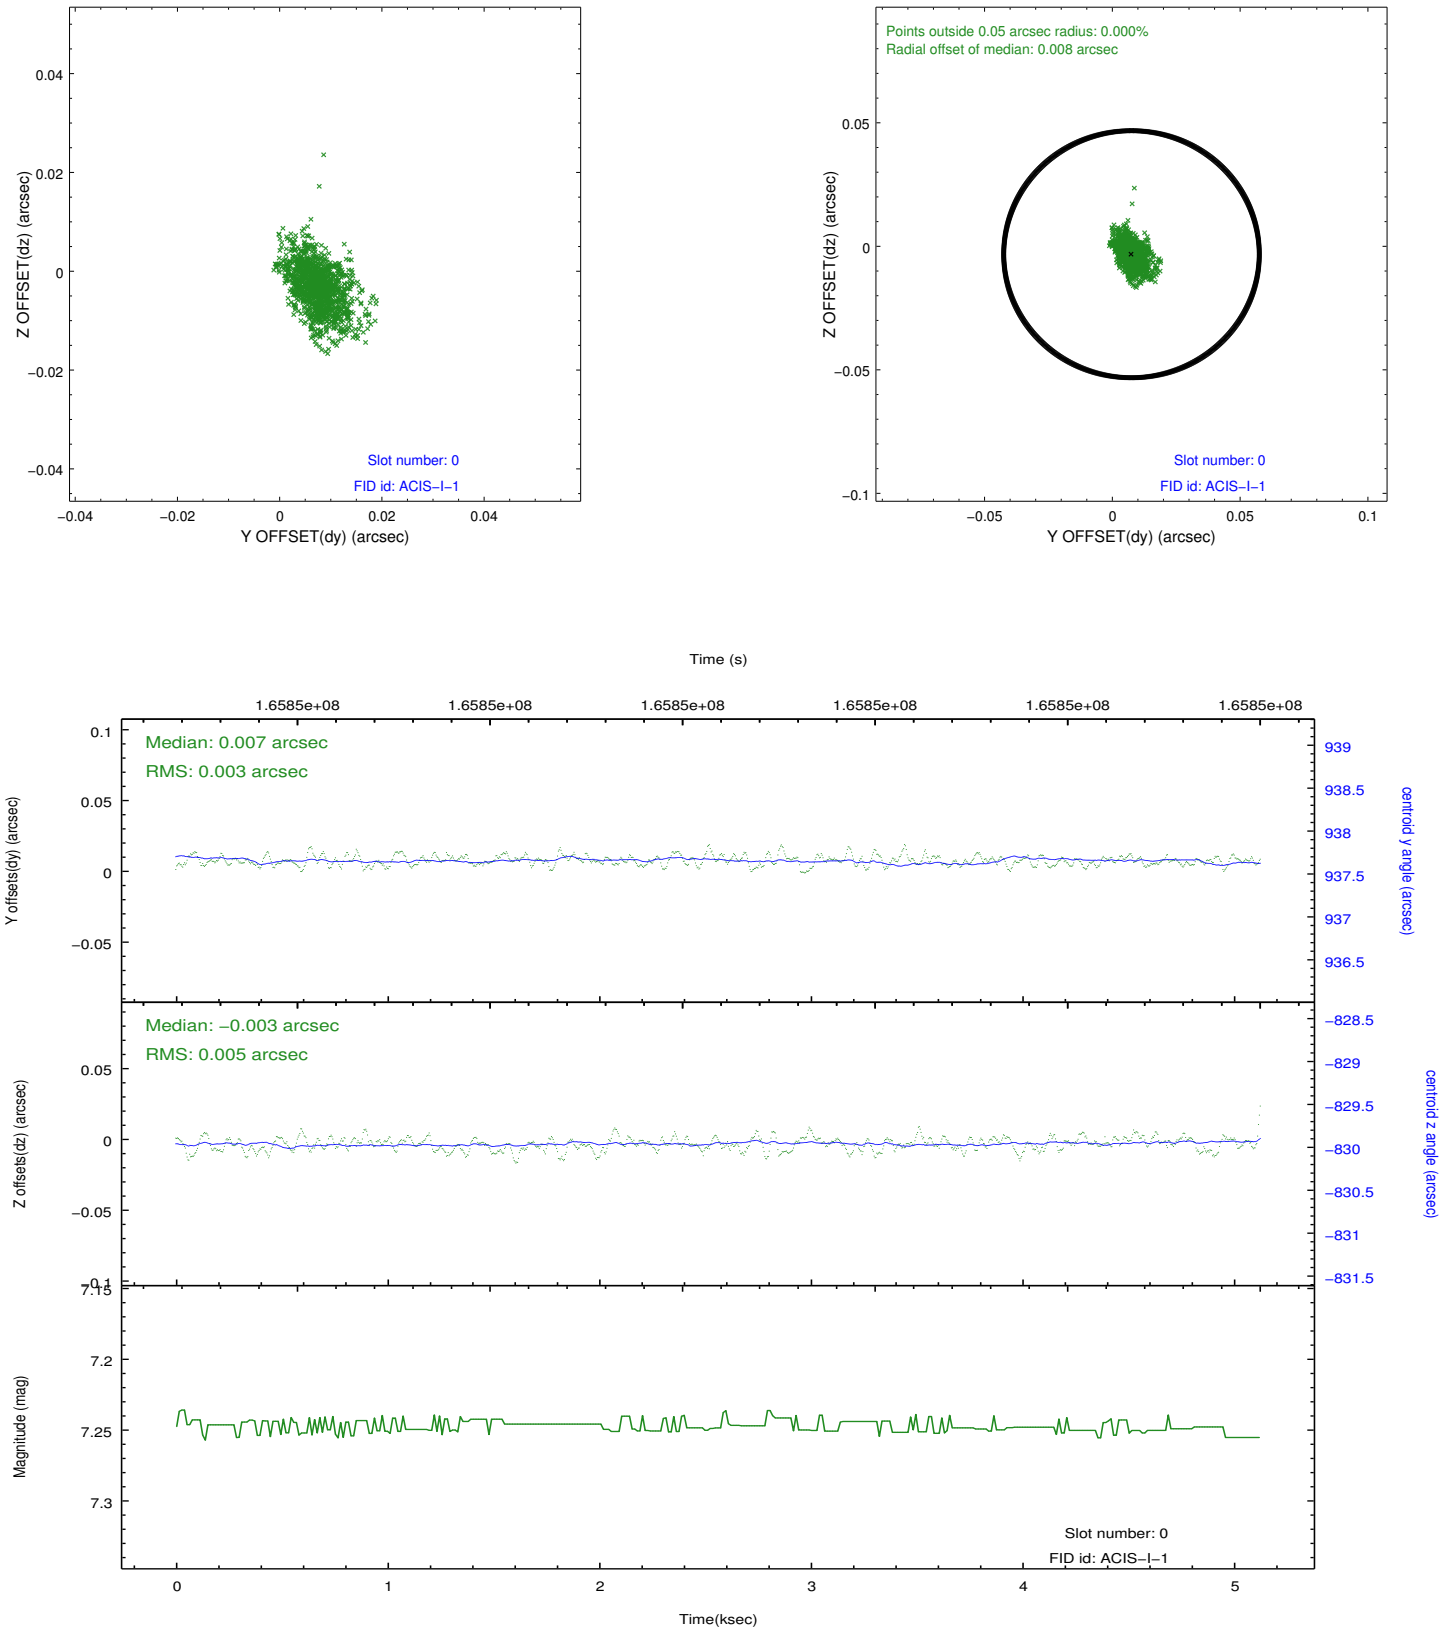 0.04
0.02
0
−0.02
−0.04
Z OFFSET(dz) (arcsec)
Slot number: 0
FID id: ACIS−I−1
−0.04 −0.02 0 0.02 0.04
Y OFFSET(dy) (arcsec)
Points outside 0.05 arcsec radius: 0.000%
Radial offset of median: 0.008 arcsec
0.05
0
−0.05
−0.1
Z OFFSET(dz) (arcsec)
Slot number: 0
FID id: ACIS−I−1
−0.05 0 0.05 0.1
Y OFFSET(dy) (arcsec)
Time (s)
1.6585e+08 1.6585e+08 1.6585e+08 1.6585e+08 1.6585e+08 1.6585e+08
Median: 0.007 arcsec
RMS: 0.003 arcsec
0.1
0.05
0
−0.05
Y offsets(dy) (arcsec)
939
938.5
938
937.5
937
936.5
centroid y angle (arcsec)
Median: −0.003 arcsec
RMS: 0.005 arcsec
0.05
0
−0.05
−0.1
Z offsets(dz) (arcsec)
−828.5
−829
−829.5
−830
−830.5
−831
−831.5
centroid z angle (arcsec)
7.15
7.2
7.25
7.3
Magnitude (mag)
Slot number: 0
FID id: ACIS−I−1
0 1 2 3 4 5
Time(ksec)